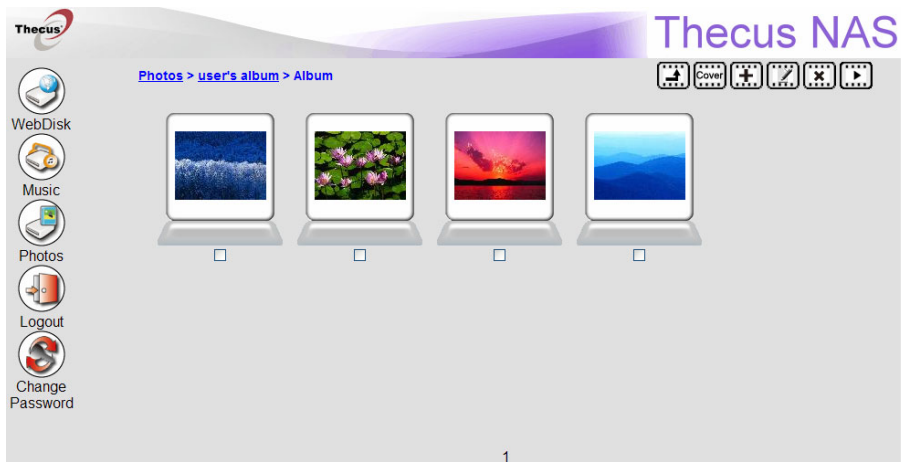 Thecus
Thecus NAS
Photos > user's album > Album
Cover
WebDisk
Music
Photos
Logout
Change
Password
1